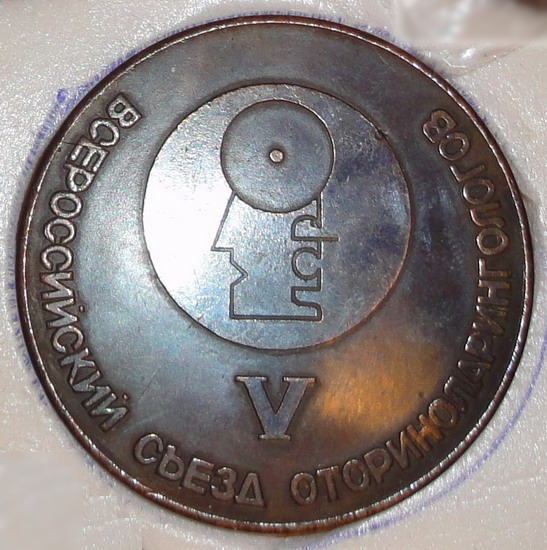 ВСЕРОССИЙСКИЙ СЪЕЗД ОТОРИНОЛАРИНГОЛОГОВ
V